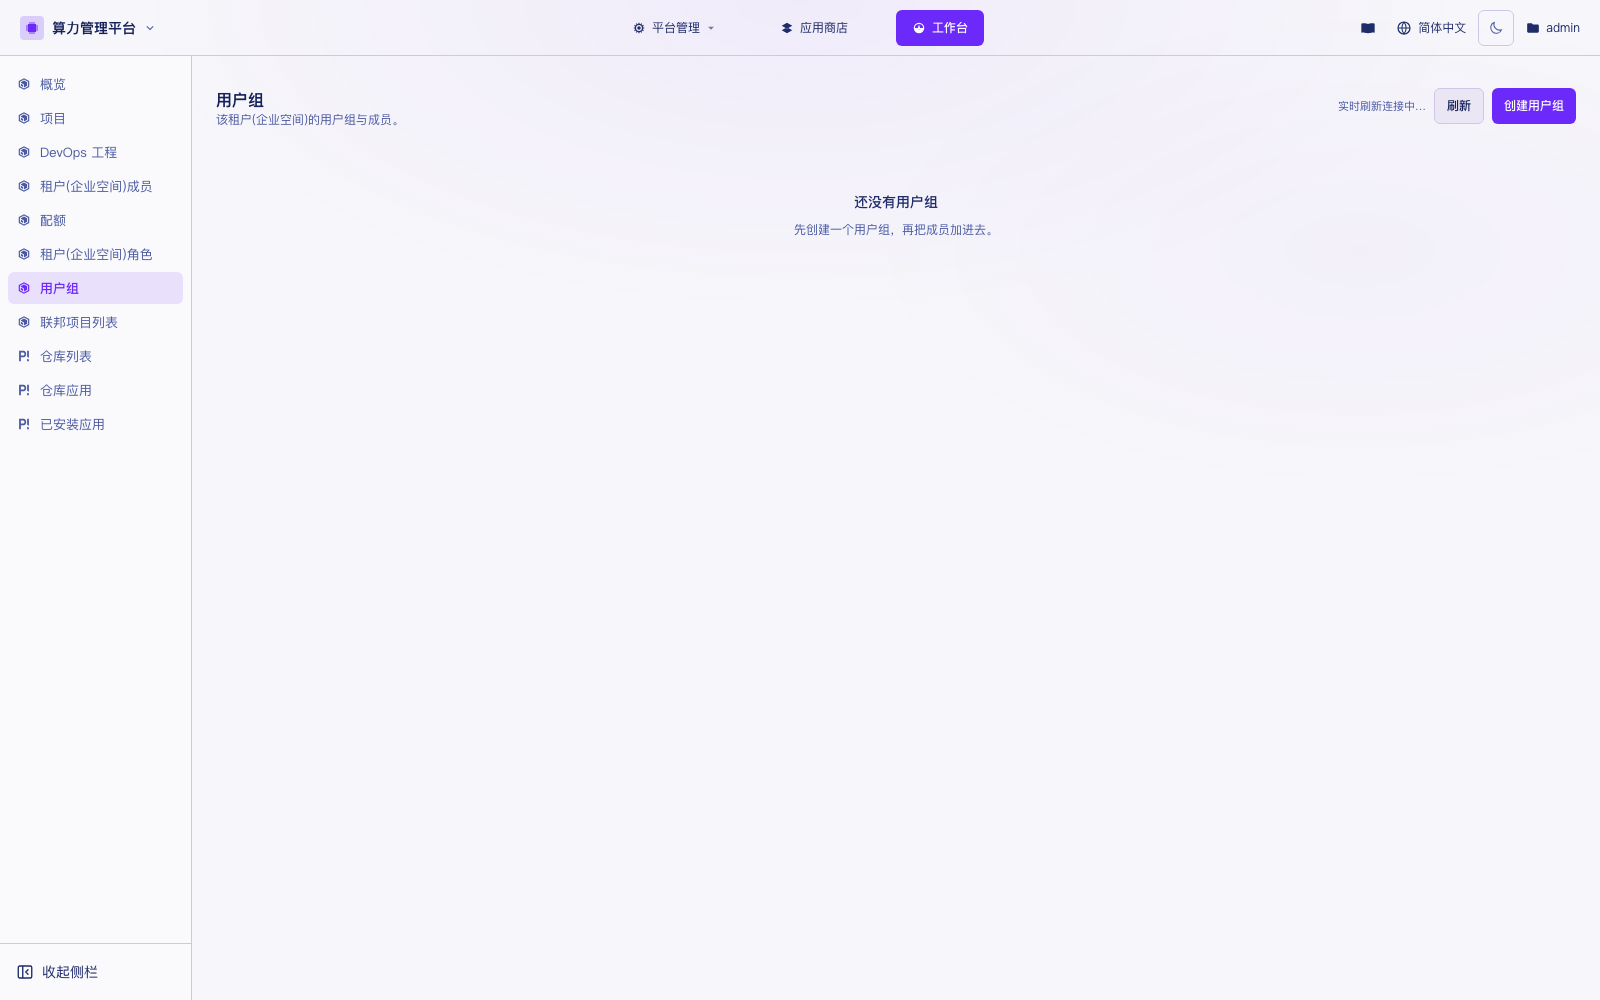 算力管理平台
平台管理
应用商店
工作台
简体中文
admin
概览
项目
DevOps 工程
租户(企业空间)成员
配额
租户(企业空间)角色
用户组
联邦项目列表
P! 仓库列表
P! 仓库应用
P! 已安装应用
收起侧栏
用户组
该租户(企业空间)的用户组与成员。
实时刷新连接中...
刷新
创建用户组
还没有用户组
先创建一个用户组，再把成员加进去。